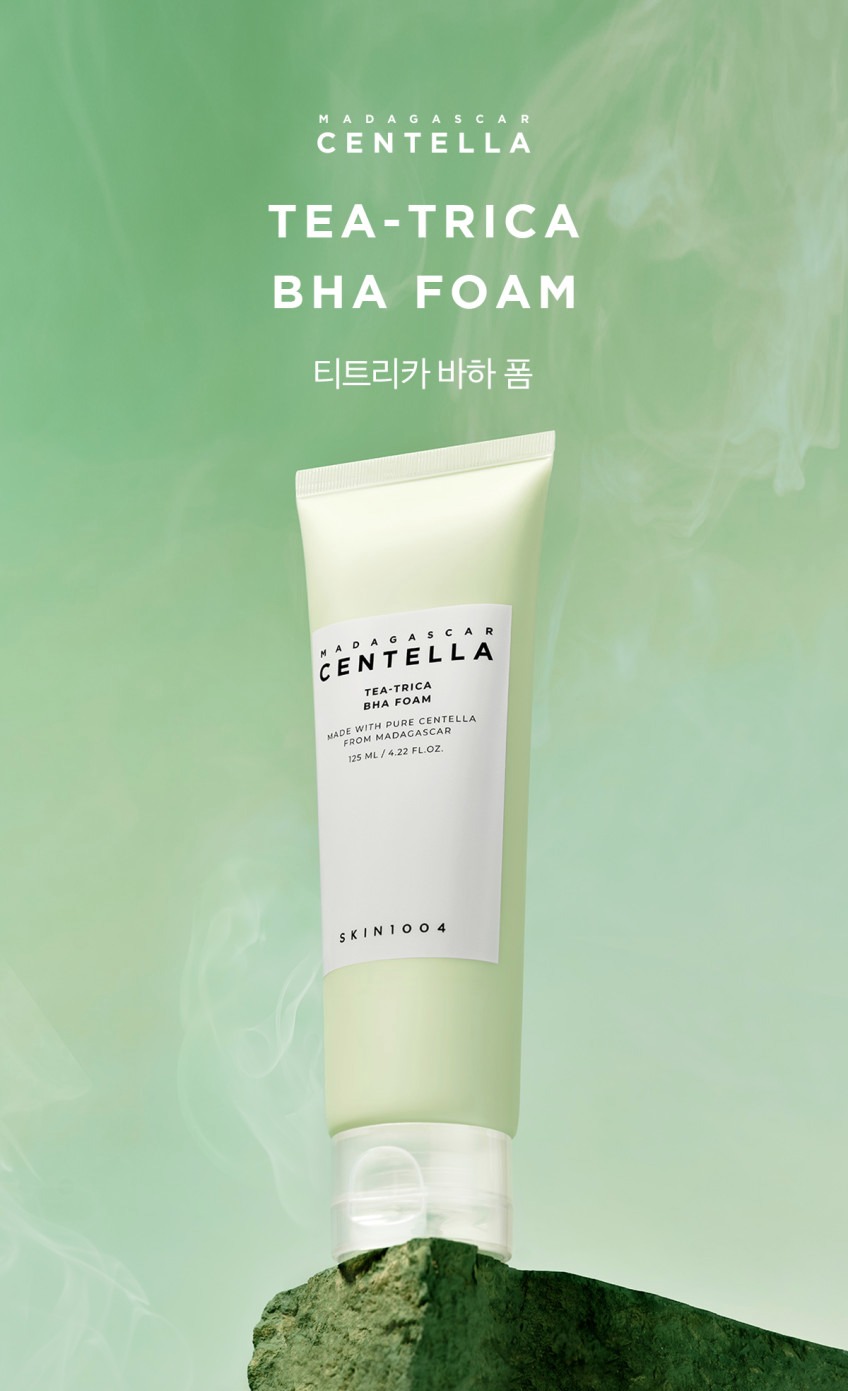 MADAGASCAR
CENTELLA
TEA-TRICA
BHA FOAM
티트리카 바하 폼
MADAGASCAR
CENTELLA
TEA-TRICA
BHA FOAM
MADE WITH PURE CENTELLA
FROM MADAGASCAR
125 ML / 4.22 FL.OZ.
SKIN1004